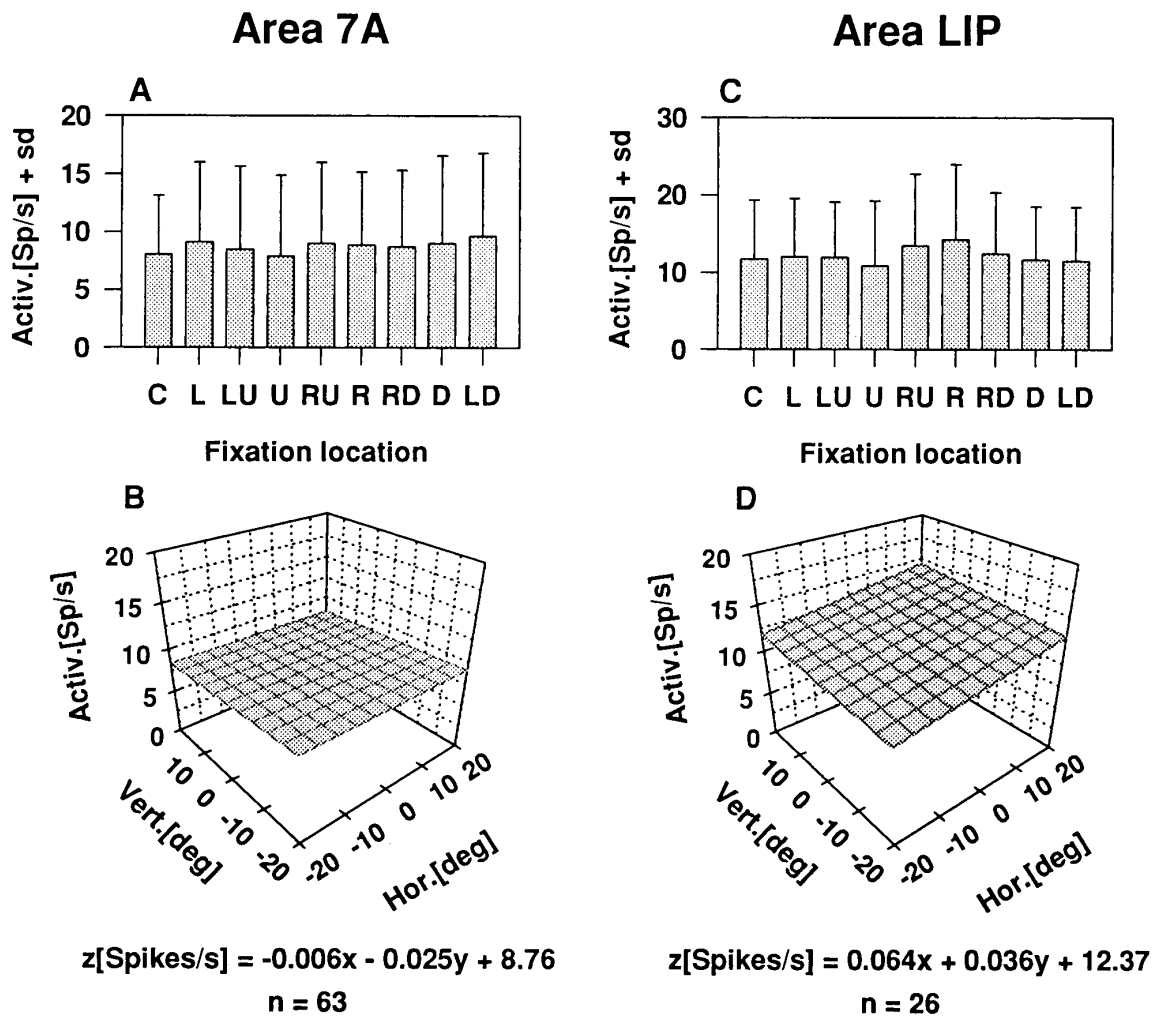 Area 7A
Area LIP
A
Activ.[Sp/s] + sd
20
15
10
5
0
C L LU U RU R RD D LD
Fixation location
C
Activ.[Sp/s] + sd
30
20
10
0
C L LU U RU R RD D LD
Fixation location
B
Activ.[Sp/s]
20
15
10
5
0
10 0 -10 -20
Vert.[deg]
-20 -10 0 10 20
Hor.[deg]
z[Spikes/s] = -0.006x - 0.025y + 8.76
n = 63
D
Activ.[Sp/s]
20
15
10
5
0
10 0 -10 -20
Vert.[deg]
-20 -10 0 10 20
Hor.[deg]
z[Spikes/s] = 0.064x + 0.036y + 12.37
n = 26